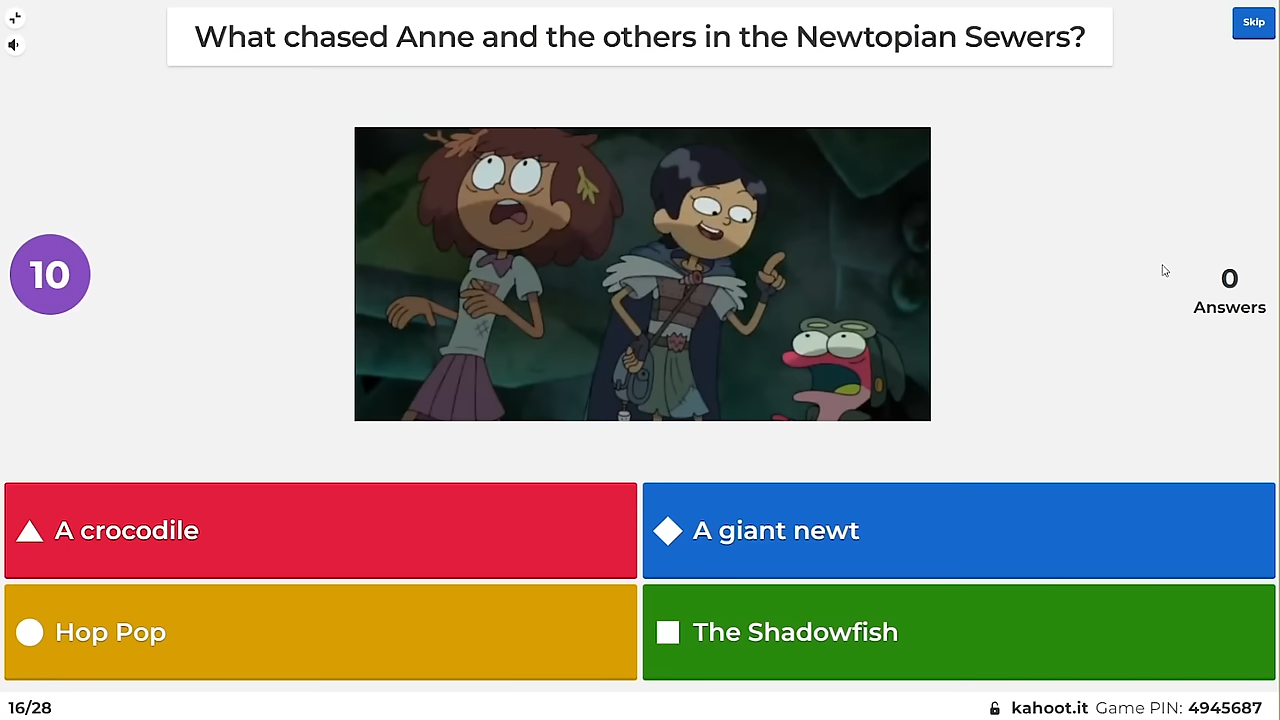 Skip
What chased Anne and the others in the Newtopian Sewers?
10
0
Answers
A crocodile
A giant newt
Hop Pop
The Shadowfish
16/28
kahoot.it Game PIN: 4945687